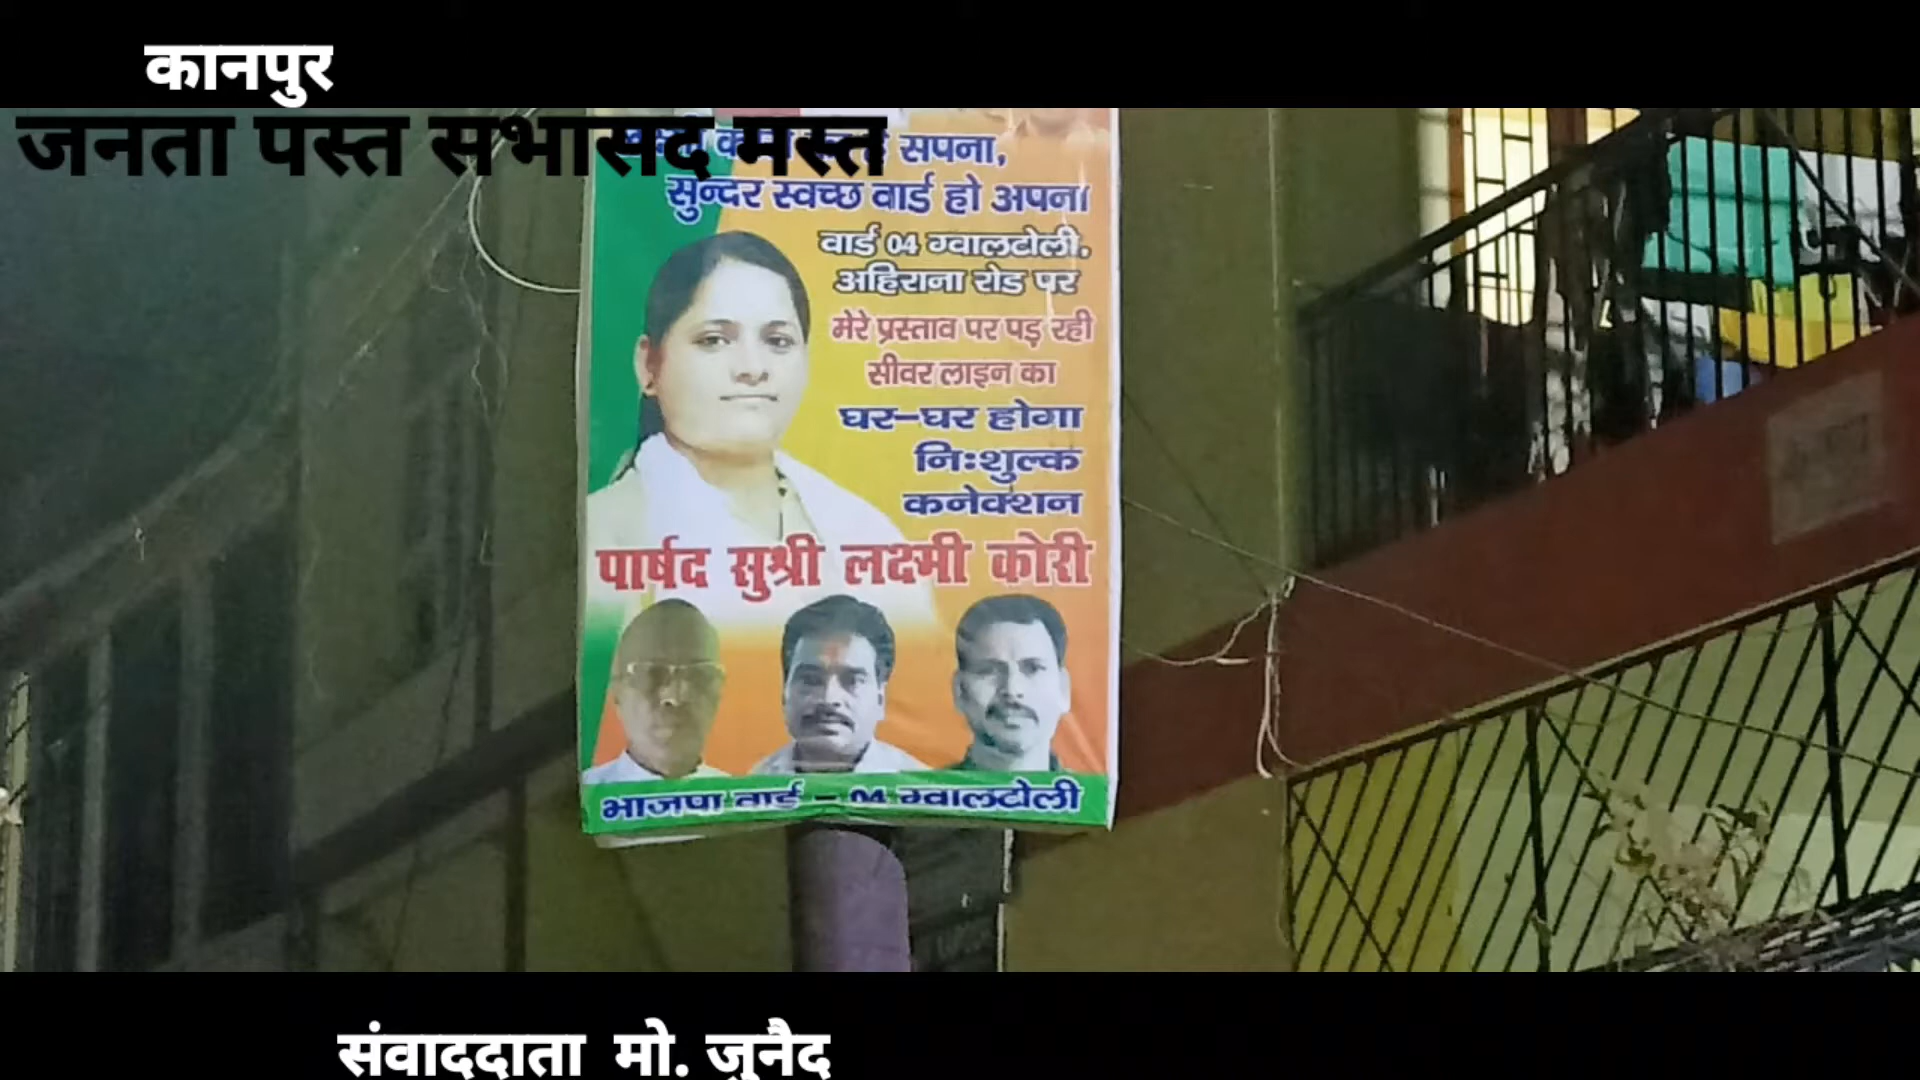 कानपुर
जनता पस्त सभासद मस्त
सपना,
सुन्दर स्वच्छ वार्ड हो अपना
वार्ड 04 ग्वालटोली,
अहिराना रोड पर
मेरे प्रस्ताव पर पड़ रही
सीवर लाइन का
घर-घर होगा
निःशुल्क
कनेक्शन
पार्षद सुश्री लक्ष्मी कोरी
भाजपा वार्ड - 04 ग्वालटोली
संवाददाता मो. जुनैद